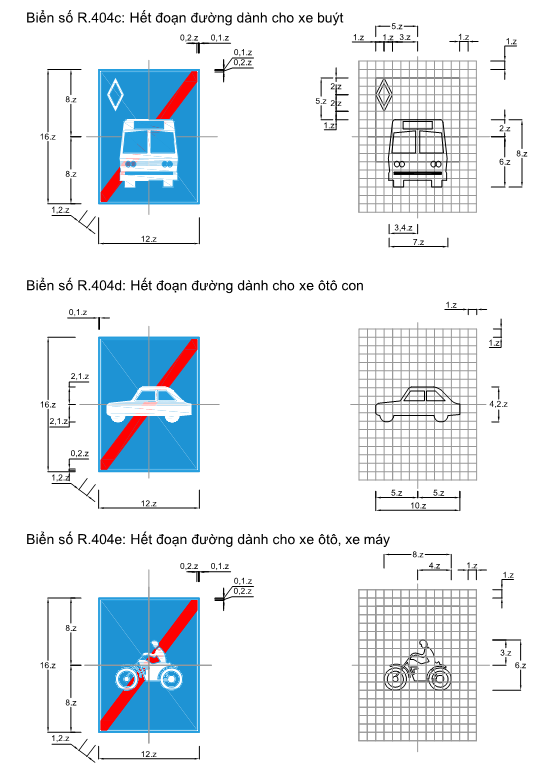 Biển số R.404c: Hết đoạn đường dành cho xe buýt
5.z
0,2.z 0,1.z
1.z 1.z 3.z 1.z
0,1.z
0,2.z
1.z
8.z
16.z
8.z
2.z
5.z
2.z
1.z
2.z
8.z
6.z
1,2.z
12.z
3,4.z
7.z
Biển số R.404d: Hết đoạn đường dành cho xe ôtô con
0,1.z
1.z
1.z
2,1.z
16.z
2,1.z
4,2.z
0,2.z
1,2.z
12.z
5.z 5.z
10.z
Biển số R.404e: Hết đoạn đường dành cho xe ôtô, xe máy
8.z
0,2.z 0,1.z
4.z 1.z
0,1.z
0,2.z
1.z
8.z
16.z
8.z
3.z
6.z
1,2.z
12.z